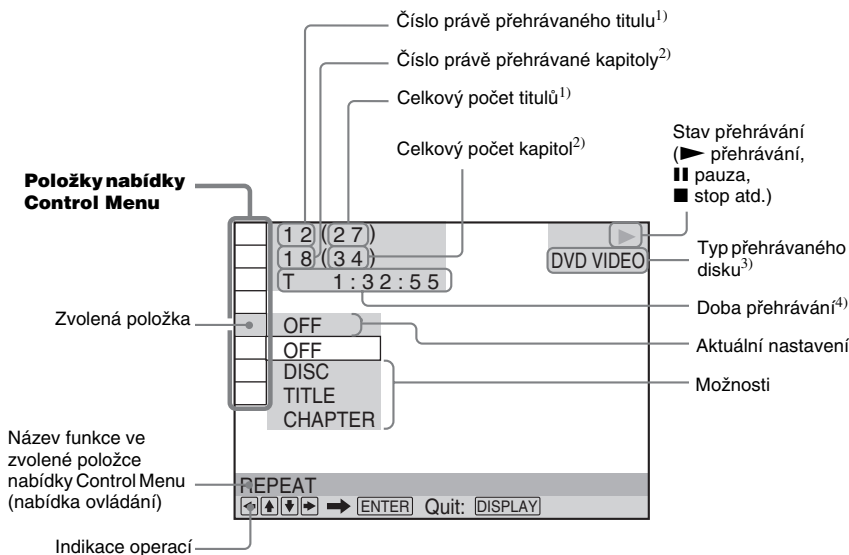 Číslo právě přehrávaného titulu1)
Číslo právě přehrávané kapitoly2)
Celkový počet titulů1)
Celkový počet kapitol2)
Stav přehrávání
(► přehrávání,
II pauza,
■ stop atd.)
Položky nabídky
Control Menu
12(27)
18(34)
T 1:32:55
▷
DVD VIDEO
Typ přehrávaného
disku3)
Doba přehrávání4)
Zvolená položka
OFF
Aktuální nastavení
OFF
DISC
TITLE
CHAPTER
Možnosti
Název funkce ve
zvolené položce
nabídky Control Menu
(nabídka ovládání)
REPEAT
←↑↓→ ➡ ENTER Quit: DISPLAY
Indikace operací